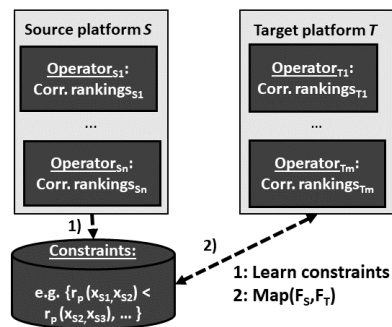 Source platform S
Operator_S1:
Corr. rankings_S1
...
Operator_Sn:
Corr. rankings_Sn
Target platform T
Operator_T1:
Corr. rankings_T1
...
Operator_Tm:
Corr. rankings_Tm
1)
2)
Constraints:
e.g. {r_p(x_S1,x_S2) <
r_p(x_S2,x_S3), ... }
1: Learn constraints
2: Map(F_S,F_T)